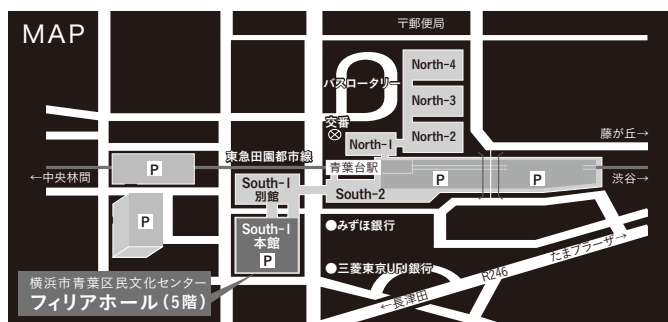 MAP
〒郵便局
North-4
バスロータリー
North-3
交番
North-2
North-1
藤が丘→
東急田園都市線
青葉台駅
←中央林間
P
渋谷→
South-1
別館
South-2
P
P
P
South-1
本館
P
●みずほ銀行
たまプラーザ→
●三菱東京UFJ銀行
R246
←長津田
横浜市青葉区民文化センター
フィリアホール(5階)